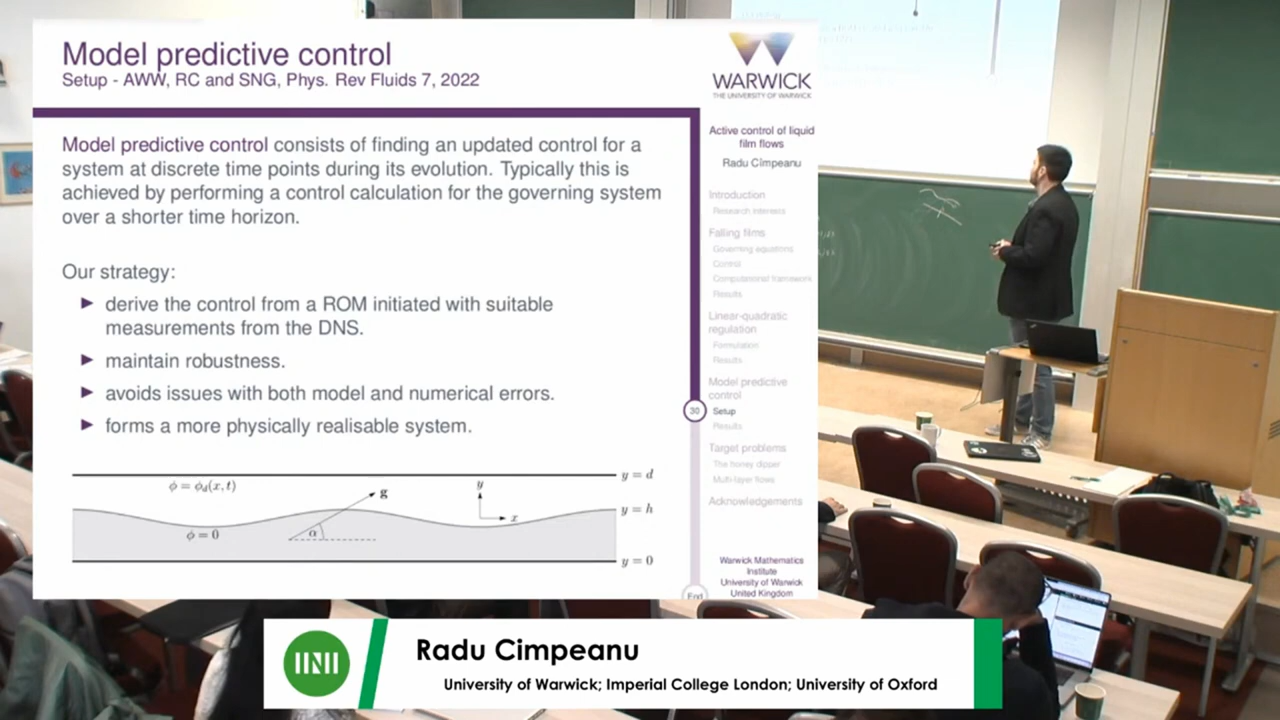 Model predictive control
Setup - AWW, RC and SNG, Phys. Rev Fluids 7, 2022
Model predictive control consists of finding an updated control for a
system at discrete time points during its evolution. Typically this is
achieved by performing a control calculation for the governing system
over a shorter time horizon.
Our strategy:
▶ derive the control from a ROM initiated with suitable
measurements from the DNS.
▶ maintain robustness.
▶ avoids issues with both model and numerical errors.
▶ forms a more physically realisable system.
y = d
ϕ = ϕd(x, t)
g
y
x
y = h
α
ϕ = 0
y = 0
WARWICK
THE UNIVERSITY OF WARWICK
Active control of liquid
film flows
Radu Cîmpeanu
Introduction
Research interests
Falling films
Governing equations
Control
Computational framework
Results
Linear-quadratic
regulation
Formulation
Results
Model predictive
control
30
Setup
Results
Target problems
The honey dipper
Multi-layer flows
Acknowledgements
Warwick Mathematics
Institute
University of Warwick
United Kingdom
End
Radu Cimpeanu
University of Warwick; Imperial College London; University of Oxford